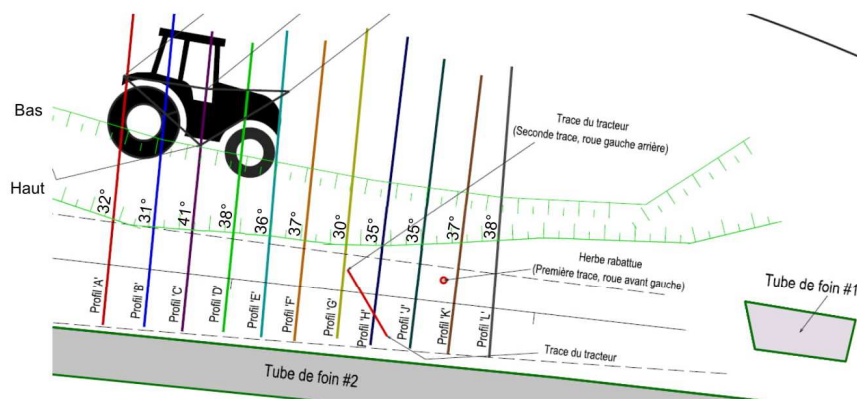 Bas
Haut
32°
31°
41°
38°
36°
37°
30°
35°
35°
37°
38°
Profil 'A'
Profil 'B'
Profil 'C'
Profil 'D'
Profil 'E'
Profil 'F'
Profil 'G'
Profil 'H'
Profil 'J'
Profil 'K'
Profil 'L'
Trace du tracteur
(Seconde trace, roue gauche arrière)
Herbe rabattue
(Première trace, roue avant gauche)
Trace du tracteur
Tube de foin #1
Tube de foin #2